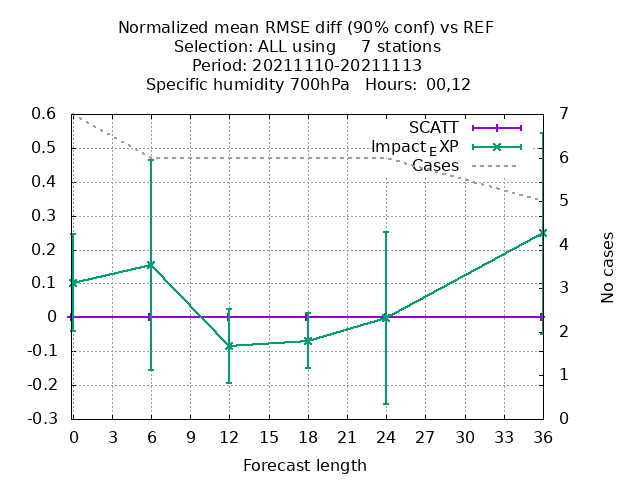 Normalized mean RMSE diff (90% conf) vs REF
Selection: ALL using     7 stations
Period: 20211110-20211113
Specific humidity 700hPa   Hours:  00,12
0.6
0.5
0.4
0.3
0.2
0.1
0
-0.1
-0.2
-0.3
SCATT
Impact_EXP
Cases
7
6
5
4
3
2
1
0
No cases
0 3 6 9 12 15 18 21 24 27 30 33 36
Forecast length